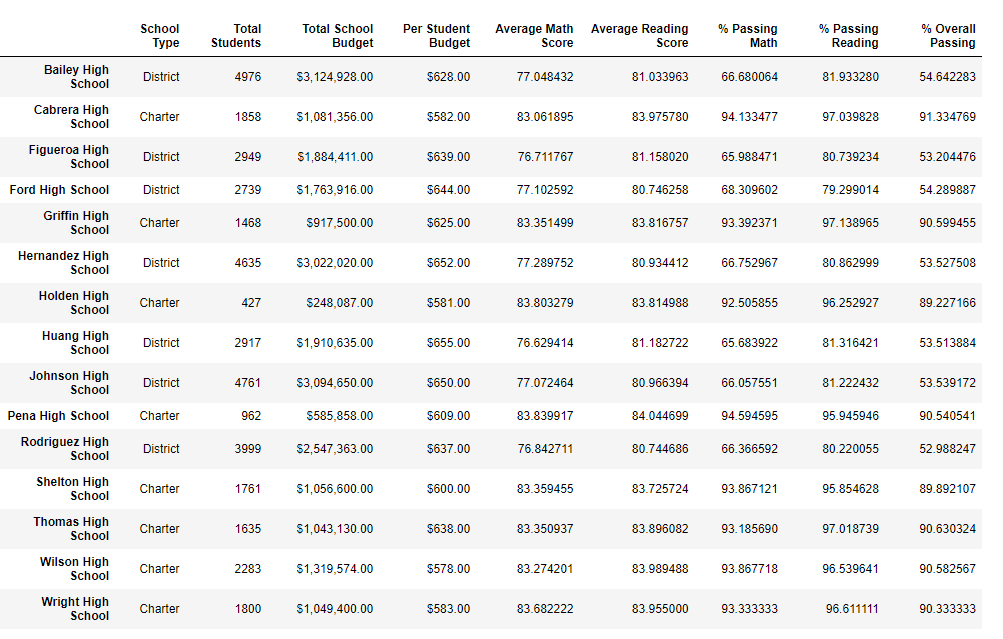 School Type Total Students Total School Budget Per Student Budget Average Math Score Average Reading Score % Passing Math % Passing Reading % Overall Passing
Bailey High School District 4976 $3,124,928.00 $628.00 77.048432 81.033963 66.680064 81.933280 54.642283
Cabrera High School Charter 1858 $1,081,356.00 $582.00 83.061895 83.975780 94.133477 97.039828 91.334769
Figueroa High School District 2949 $1,884,411.00 $639.00 76.711767 81.158020 65.988471 80.739234 53.204476
Ford High School District 2739 $1,763,916.00 $644.00 77.102592 80.746258 68.309602 79.299014 54.289887
Griffin High School Charter 1468 $917,500.00 $625.00 83.351499 83.816757 93.392371 97.138965 90.599455
Hernandez High School District 4635 $3,022,020.00 $652.00 77.289752 80.934412 66.752967 80.862999 53.527508
Holden High School Charter 427 $248,087.00 $581.00 83.803279 83.814988 92.505855 96.252927 89.227166
Huang High School District 2917 $1,910,635.00 $655.00 76.629414 81.182722 65.683922 81.316421 53.513884
Johnson High School District 4761 $3,094,650.00 $650.00 77.072464 80.966394 66.057551 81.222432 53.539172
Pena High School Charter 962 $585,858.00 $609.00 83.839917 84.044699 94.594595 95.945946 90.540541
Rodriguez High School District 3999 $2,547,363.00 $637.00 76.842711 80.744686 66.366592 80.220055 52.988247
Shelton High School Charter 1761 $1,056,600.00 $600.00 83.359455 83.725724 93.867121 95.854628 89.892107
Thomas High School Charter 1635 $1,043,130.00 $638.00 83.350937 83.896082 93.185690 97.018739 90.630324
Wilson High School Charter 2283 $1,319,574.00 $578.00 83.274201 83.989488 93.867718 96.539641 90.582567
Wright High School Charter 1800 $1,049,400.00 $583.00 83.682222 83.955000 93.333333 96.611111 90.333333